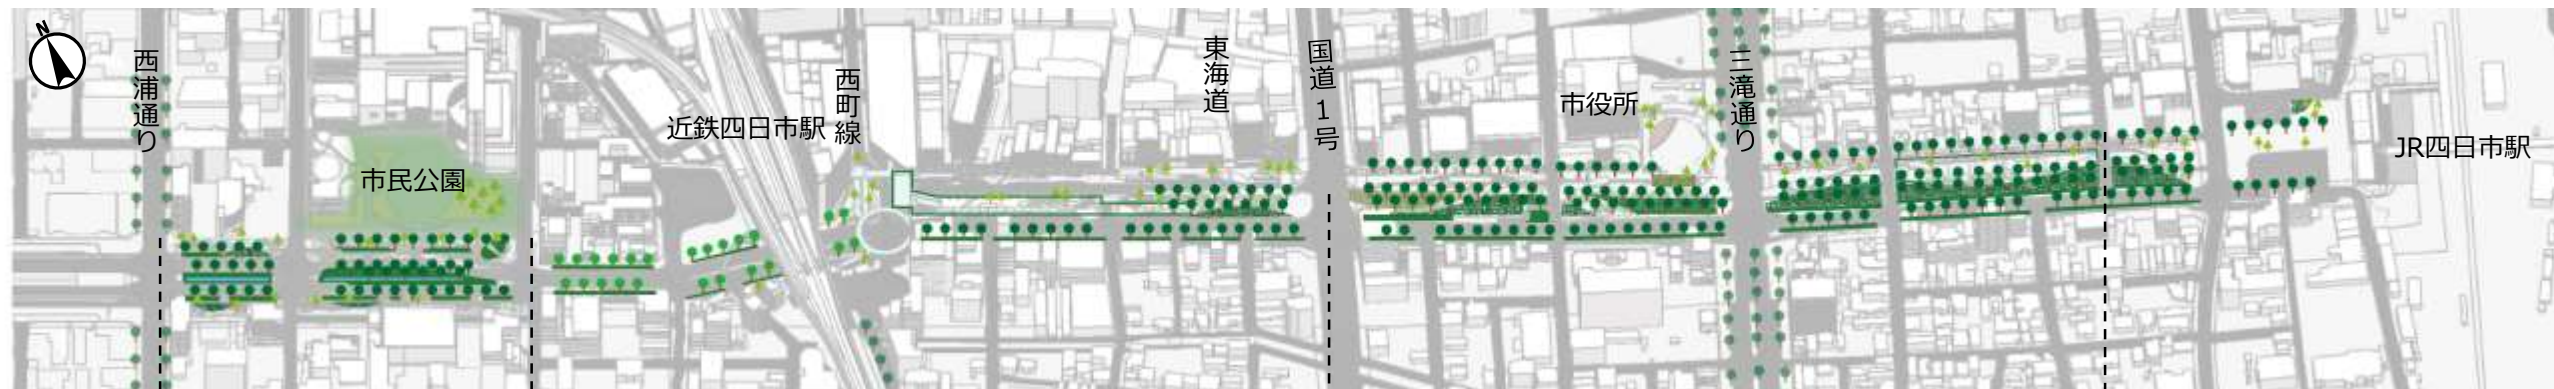 N
西浦通り
市民公園
近鉄四日市駅
西町線
東海道
国道1号
市役所
三滝通り
JR四日市駅